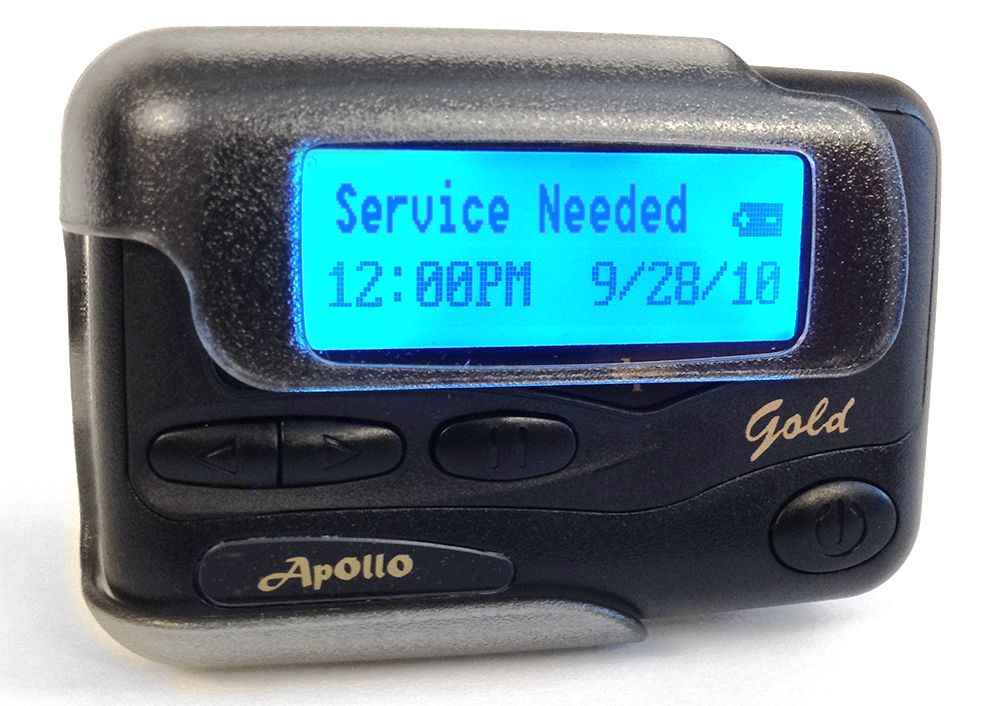 Service Needed
12:00PM 9/28/10
Gold
Apollo